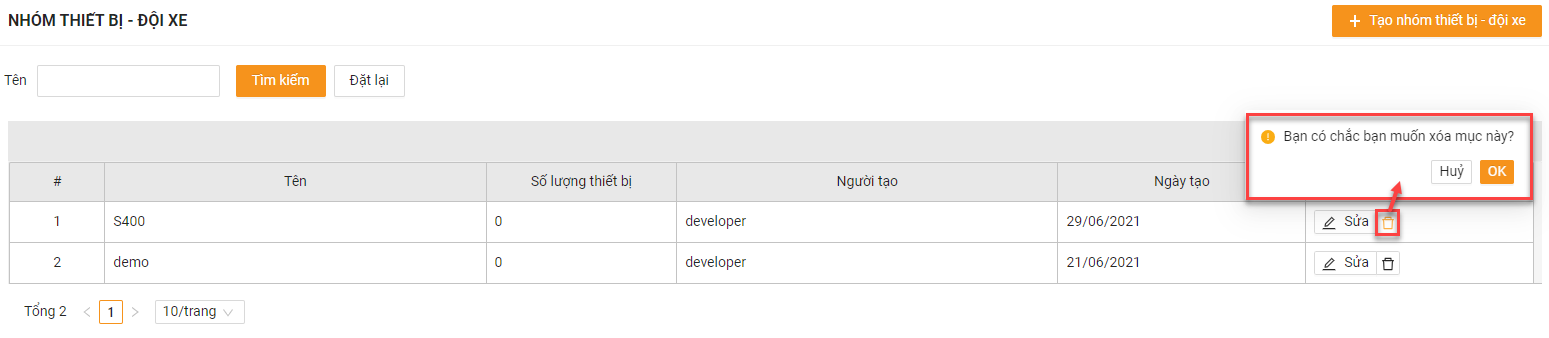 NHÓM THIẾT BỊ - ĐỘI XE
+ Tạo nhóm thiết bị - đội xe
Tên Tìm kiếm Đặt lại
Bạn có chắc bạn muốn xóa mục này?
Huỷ OK
# Tên Số lượng thiết bị Người tạo Ngày tạo
1 S400 0 developer 29/06/2021 Sửa
2 demo 0 developer 21/06/2021 Sửa
Tổng 2 < 1 > 10/trang